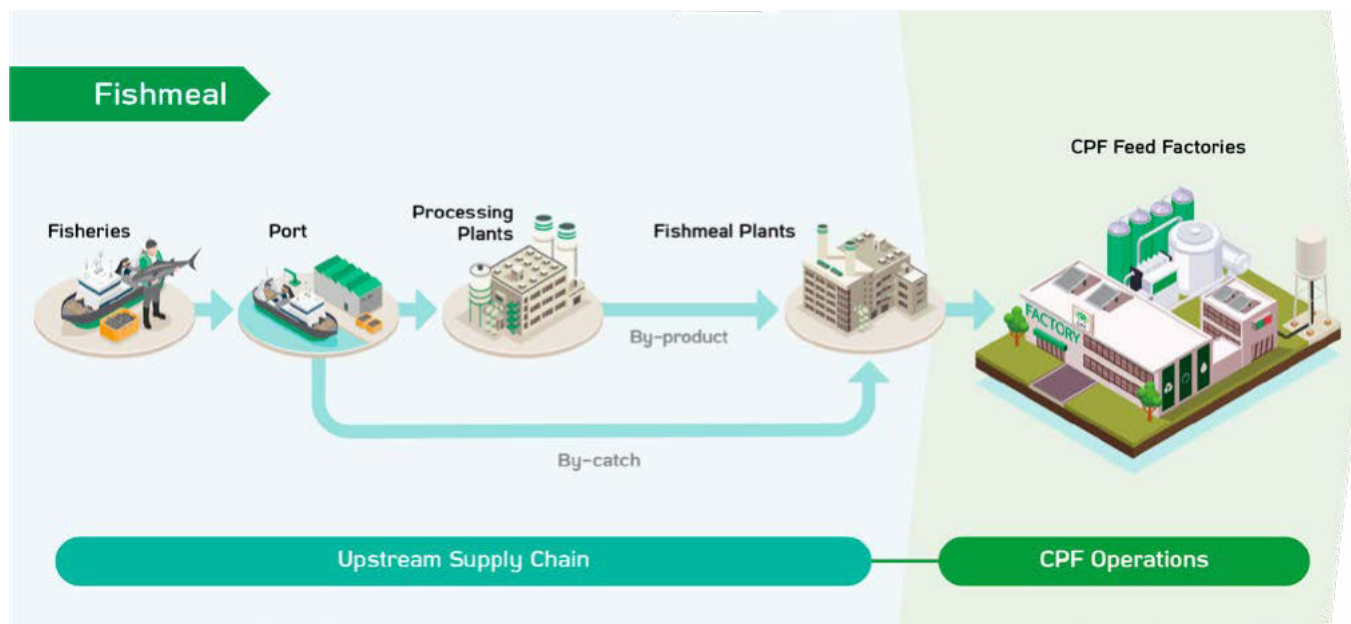 Fishmeal
CPF Feed Factories
Fisheries
Port
Processing
Plants
Fishmeal Plants
By-product
By-catch
FACTORY
Upstream Supply Chain
CPF Operations